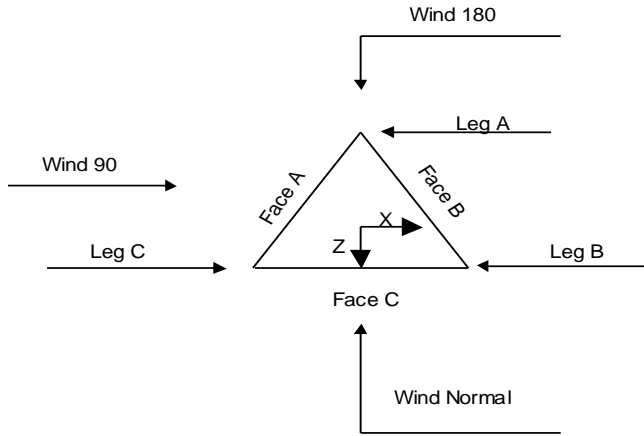 Wind 180
Leg A
Wind 90
Face A
Face B
X
Z
Leg C
Leg B
Face C
Wind Normal